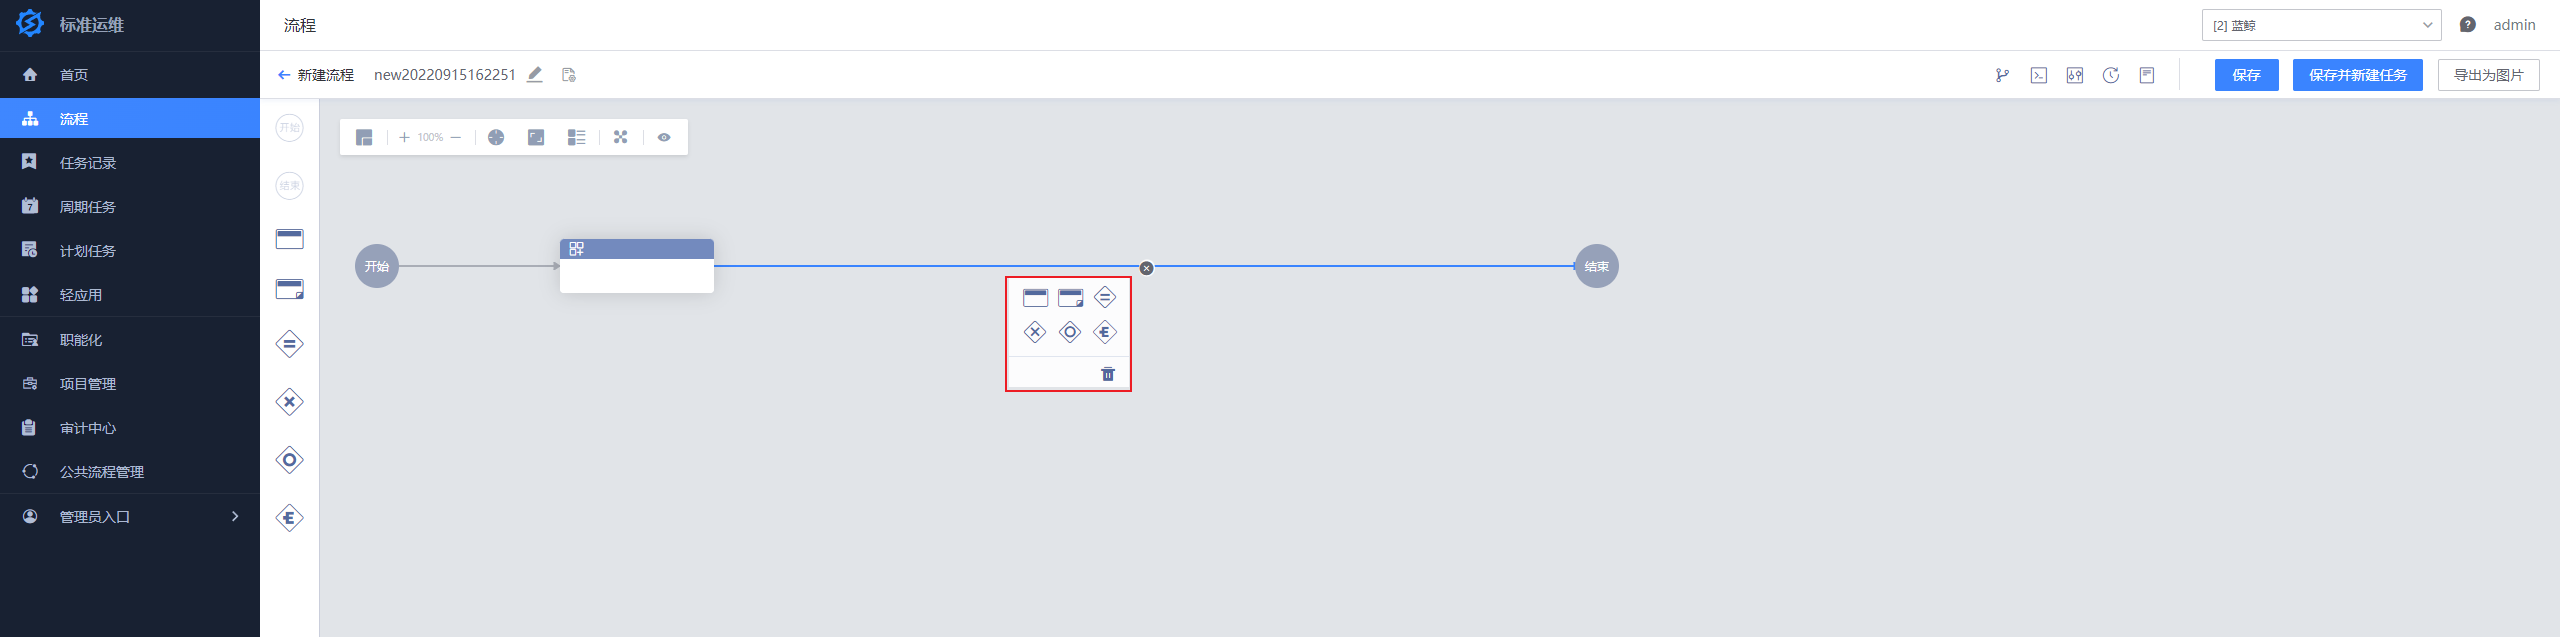 标准运维
流程
[2] 蓝鲸
admin
首页
流程
任务记录
周期任务
7
计划任务
轻应用
职能化
项目管理
审计中心
公共流程管理
管理员入口
新建流程
new20220915162251
保存
保存并新建任务
导出为图片
开始
结束
100%
开始
结束